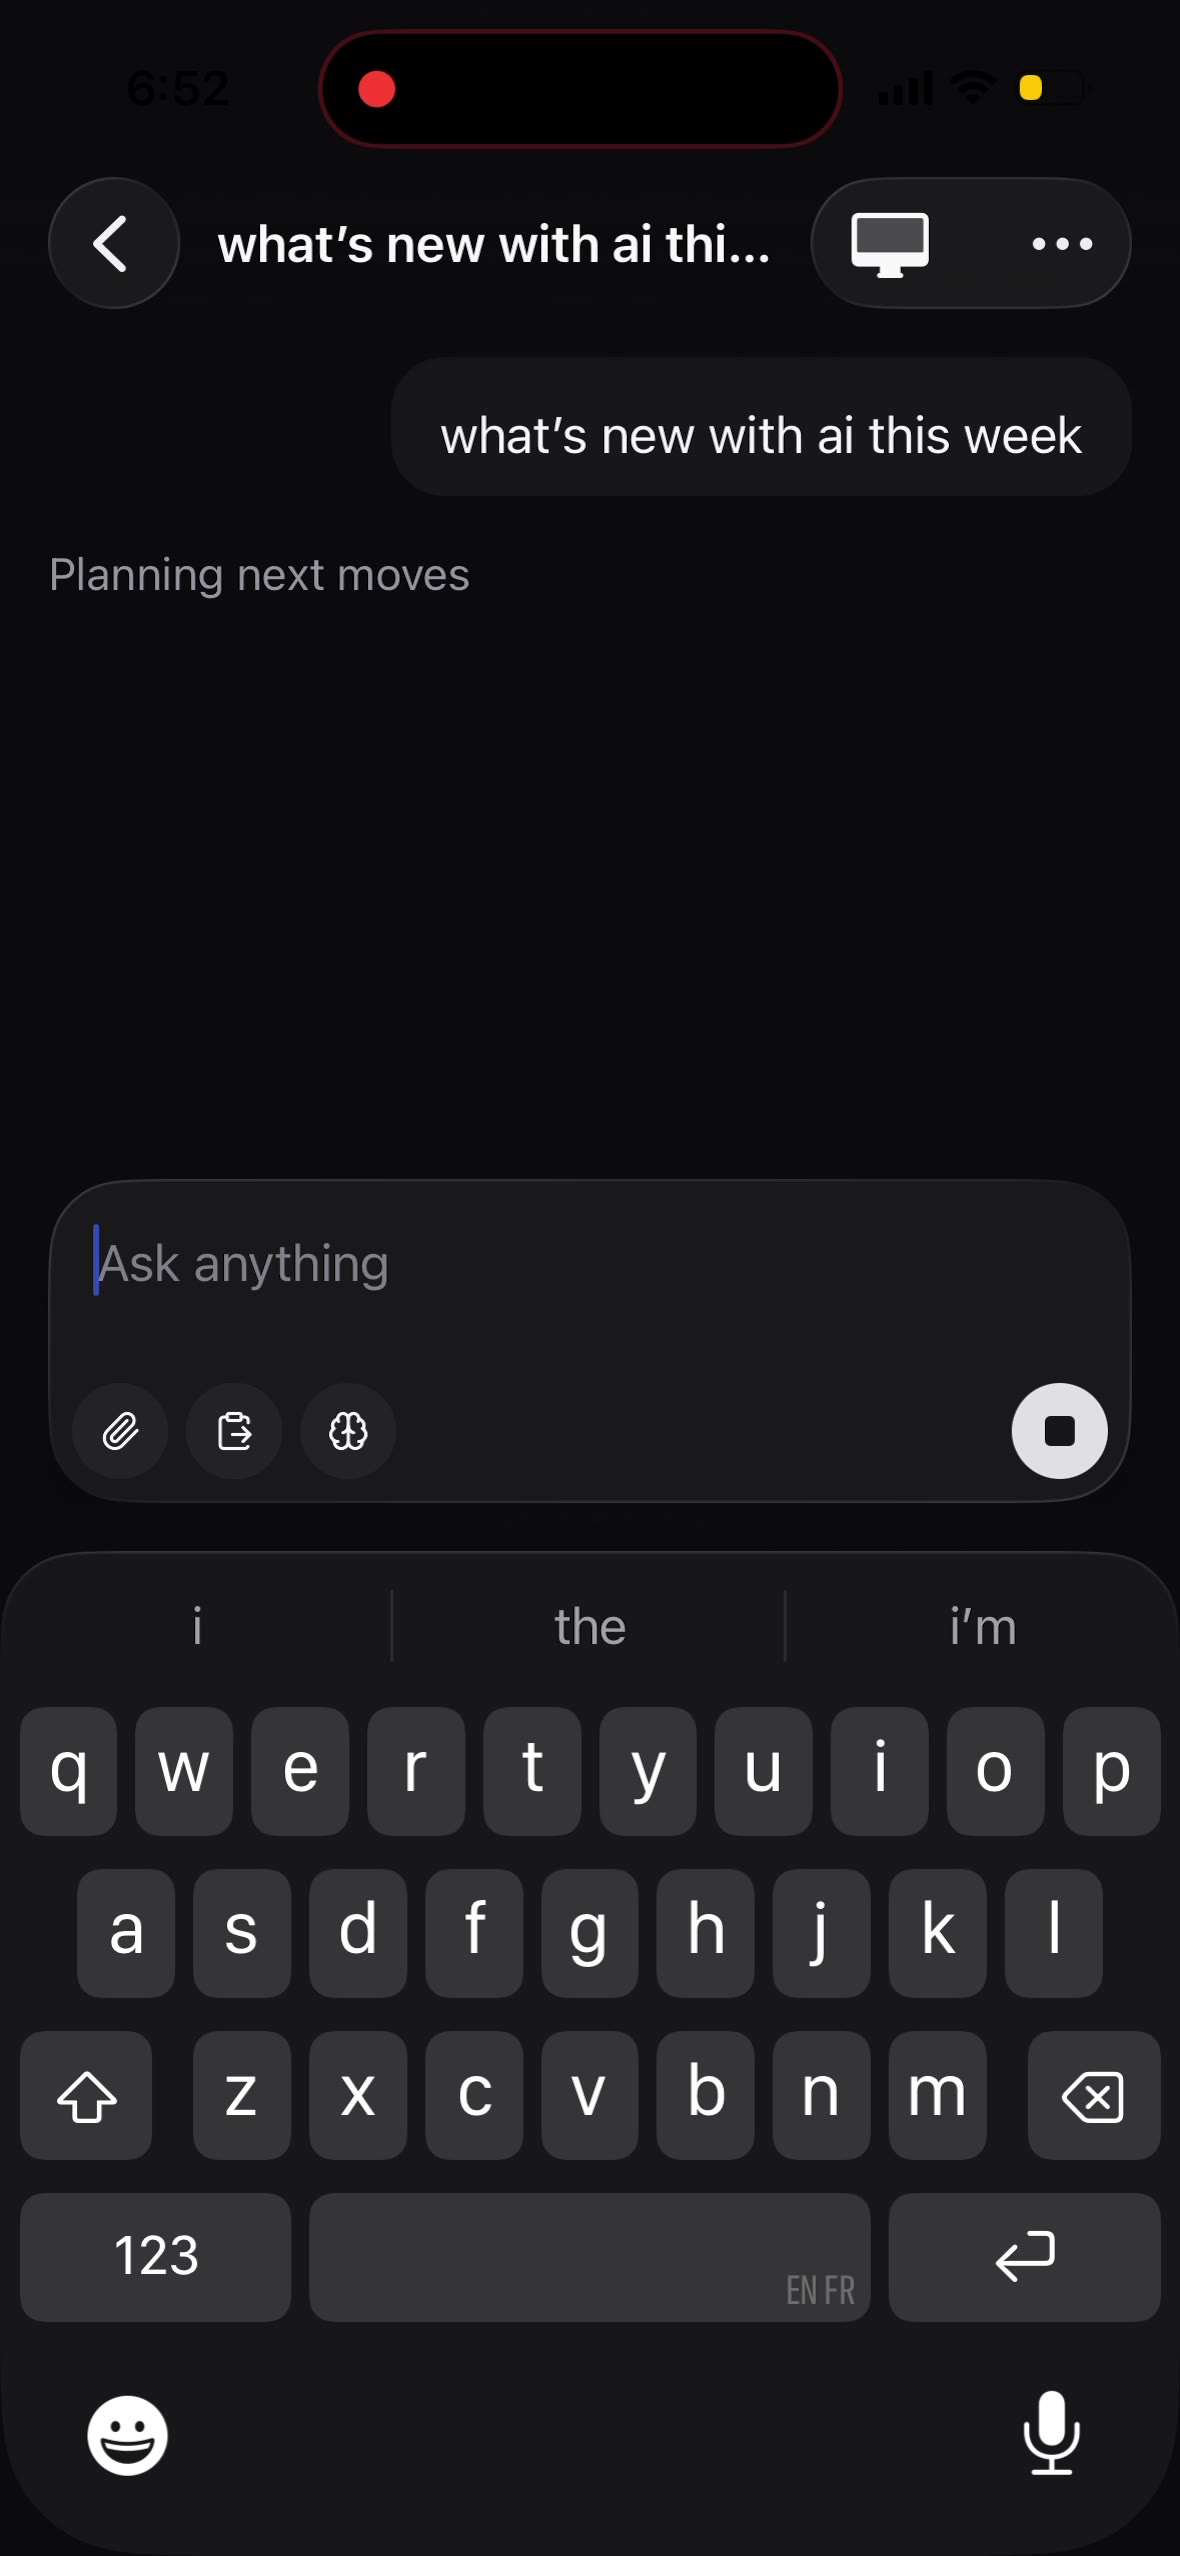 6:52
what's new with ai thi...
what's new with ai this week
Planning next moves
Ask anything
i the i'm
q w e r t y u i o p
a s d f g h j k l
z x c v b n m
123
EN FR